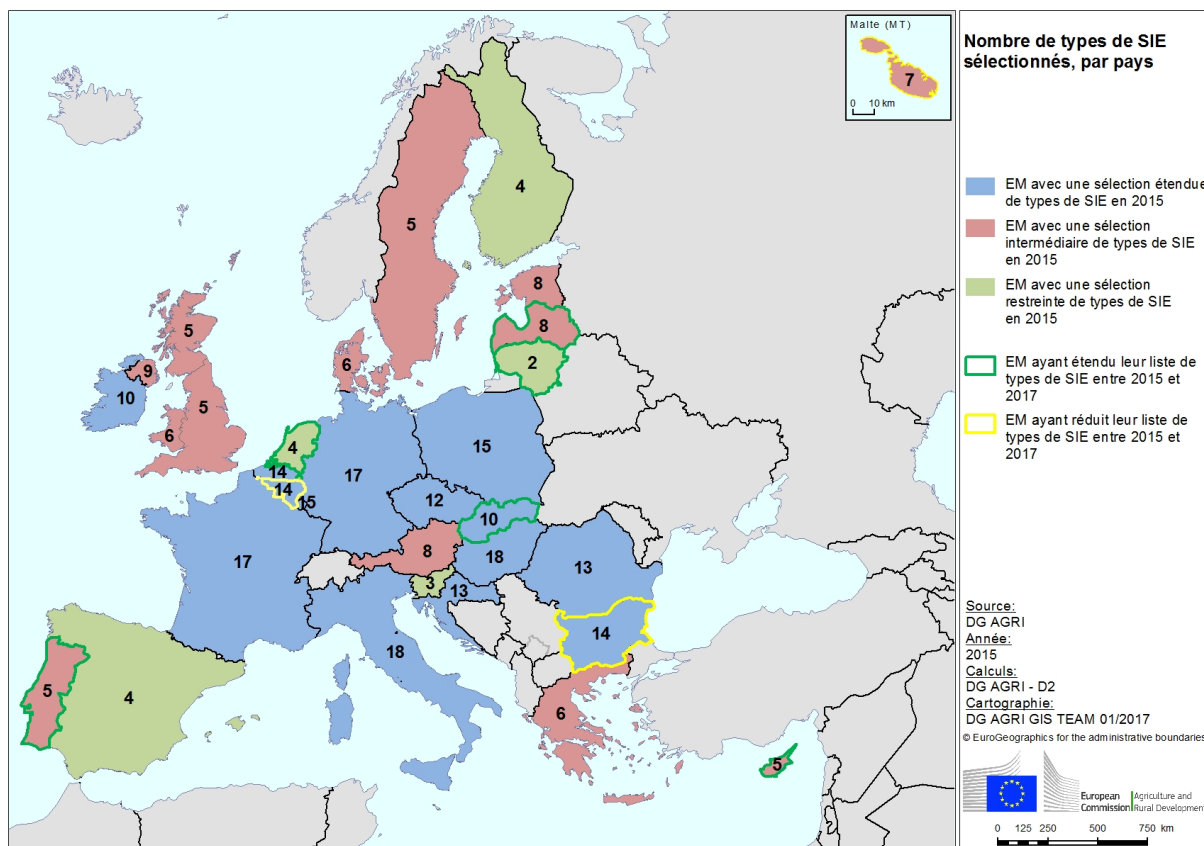 Malte (MT)
7
0 10 km
4
5
8
8
2
5
9
10
5
6
6
4
14
14
15
17
15
12
10
17
8
18
13
3
13
18
14
5
4
6
5
Nombre de types de SIE
sélectionnés, par pays
EM avec une sélection étendue
de types de SIE en 2015
EM avec une sélection
intermédiaire de types de SIE
en 2015
EM avec une sélection
restreinte de types de SIE
en 2015
EM ayant étendu leur liste de
types de SIE entre 2015 et
2017
EM ayant réduit leur liste de
types de SIE entre 2015 et
2017
Source:
DG AGRI
Année:
2015
Calculs:
DG AGRI - D2
Cartographie:
DG AGRI GIS TEAM 01/2017
© EuroGeographics for the administrative boundaries
European
Commission
Agriculture and
Rural Development
0 125 250 500 750 km